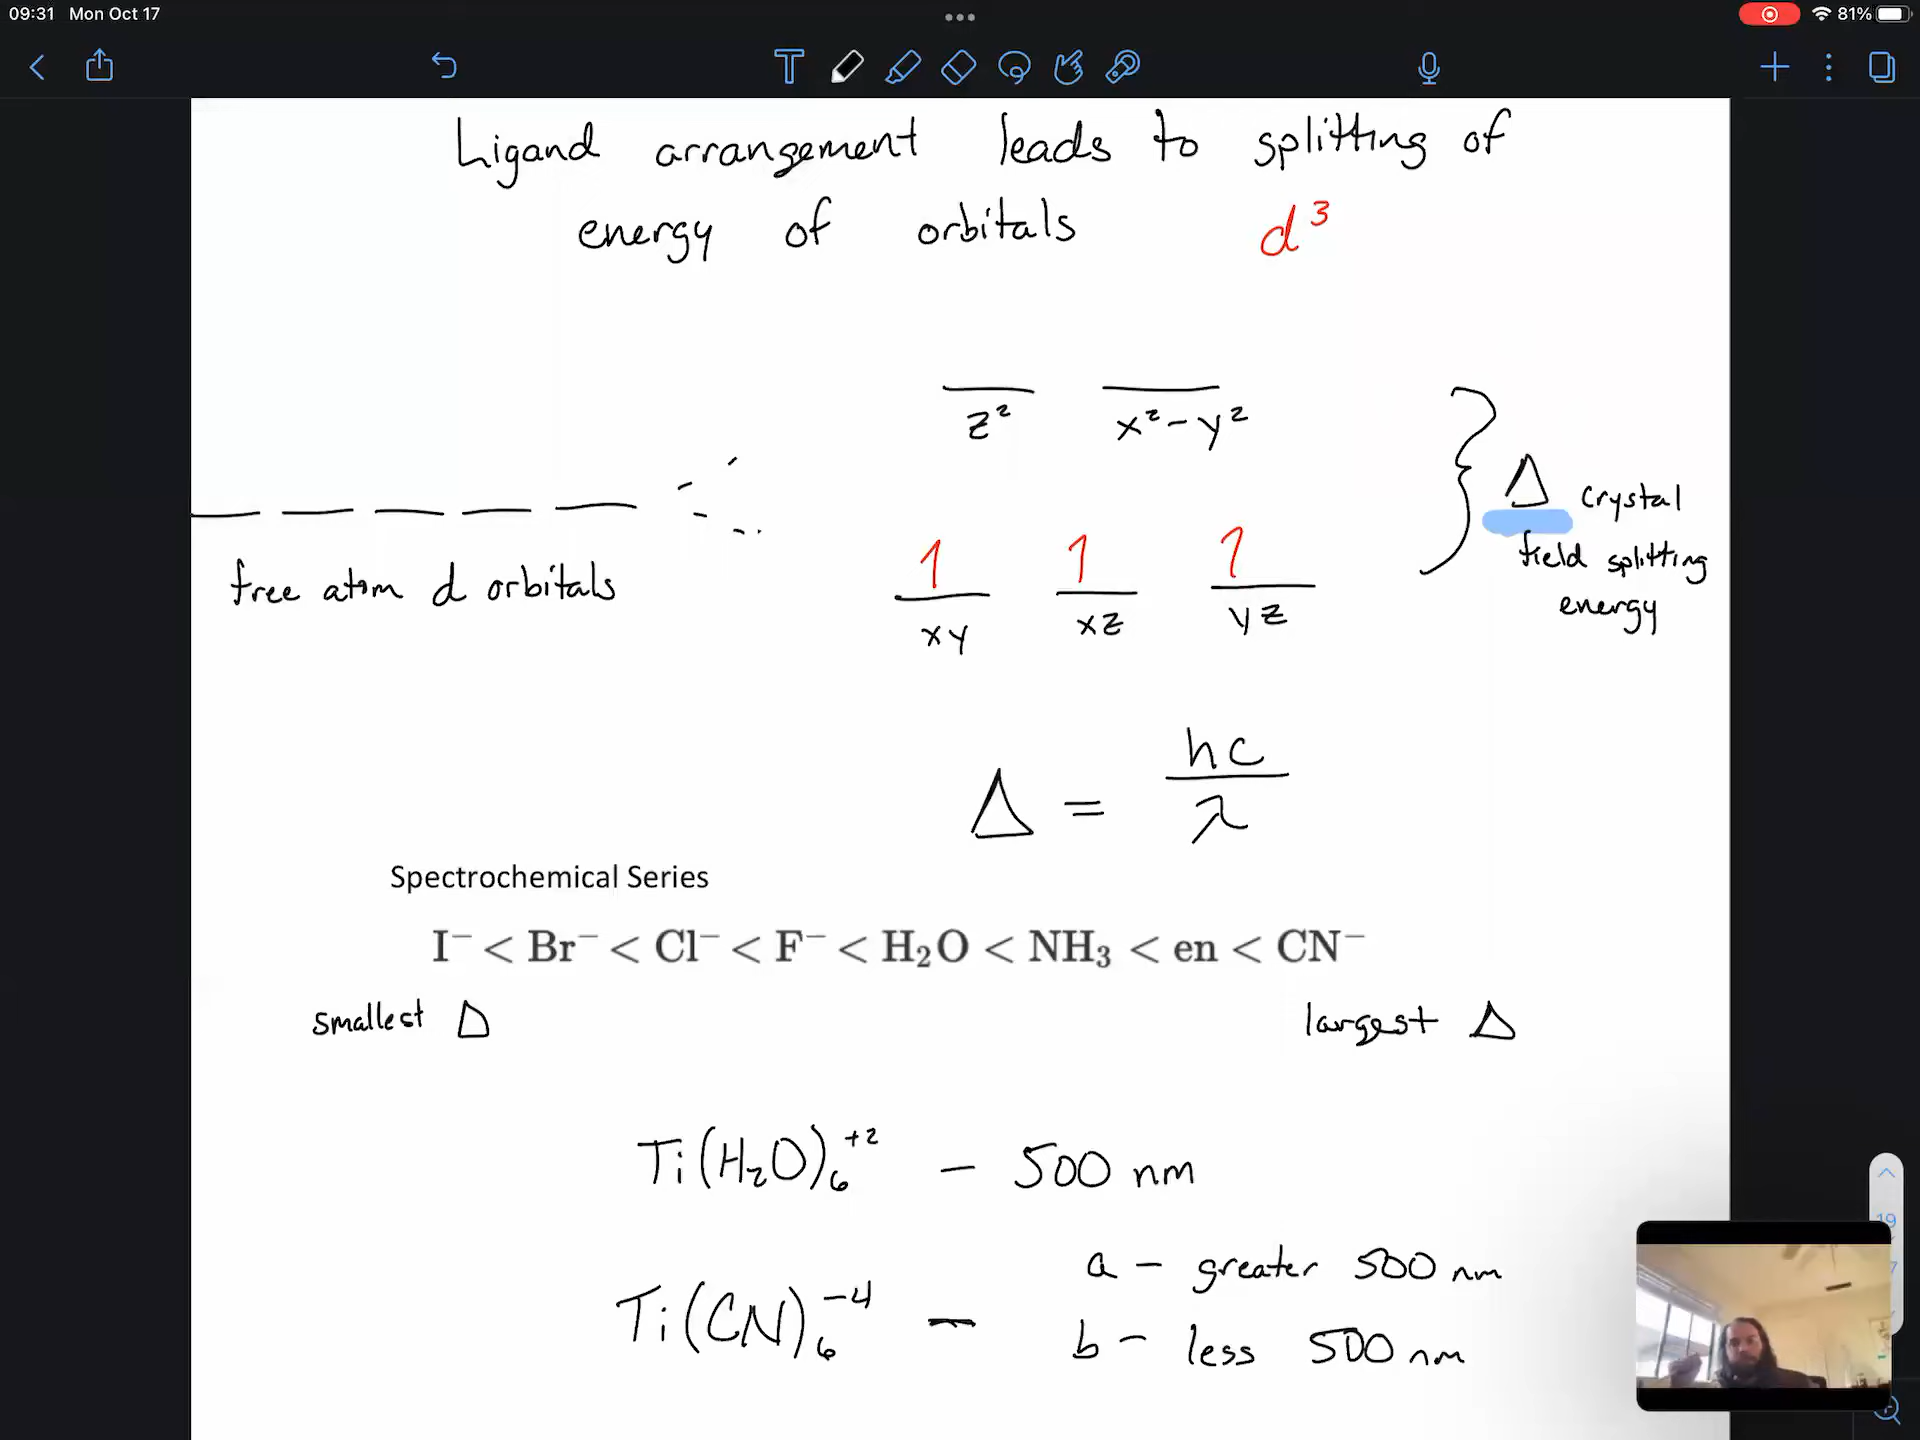 09:31 Mon Oct 17
81%
Ligand arrangement leads to splitting of
energy of orbitals d³
z² x²-y²
Δ crystal
field splitting
energy
free atom d orbitals
1 1 1
xy xz yz
Δ = hc/λ
Spectrochemical Series
I⁻ < Br⁻ < Cl⁻ < F⁻ < H₂O < NH₃ < en < CN⁻
smallest Δ largest Δ
Ti(H₂O)₆⁺² - 500 nm
Ti(CN)₆⁻⁴ -
a - greater 500 nm
b - less 500 nm
19